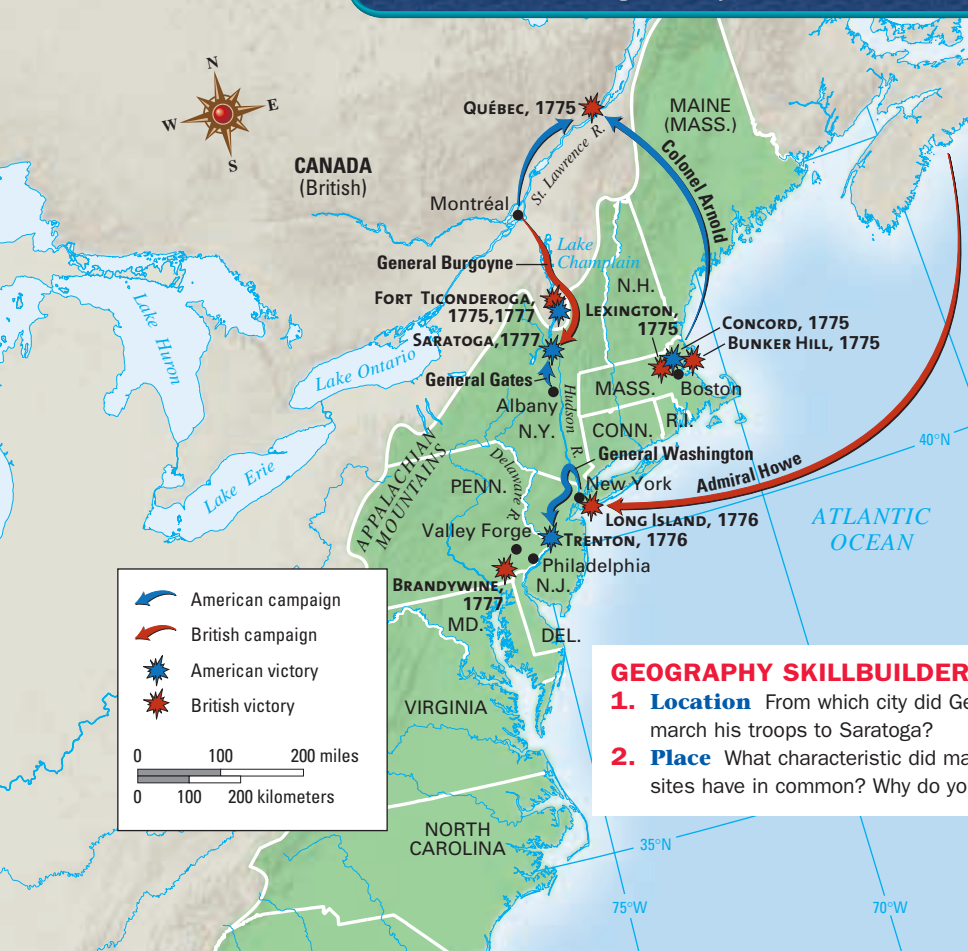 N
W
E
S
QUÉBEC, 1775
MAINE
(MASS.)
CANADA
(British)
St. Lawrence R.
Colonel Arnold
Montréal
Lake
Champlain
General Burgoyne
N.H.
FORT TICONDEROGA,
1775,1777
LEXINGTON,
1775
CONCORD, 1775
BUNKER HILL, 1775
SARATOGA,1777
Lake Huron
Lake Ontario
General Gates
MASS.
Boston
Albany
Hudson R.
N.Y.
CONN.
R.I.
40°N
APPALACHIAN
MOUNTAINS
General Washington
Lake Erie
Delaware R.
PENN.
New York
Admiral Howe
LONG ISLAND, 1776
ATLANTIC
OCEAN
Valley Forge
TRENTON, 1776
Philadelphia
BRANDYWINE,
1777
N.J.
MD.
DEL.
American campaign
British campaign
American victory
British victory
0 100 200 miles
0 100 200 kilometers
VIRGINIA
NORTH
CAROLINA
35°N
75°W
70°W
GEOGRAPHY SKILLBUILDER
1. Location From which city did Ge
march his troops to Saratoga?
2. Place What characteristic did ma
sites have in common? Why do yo